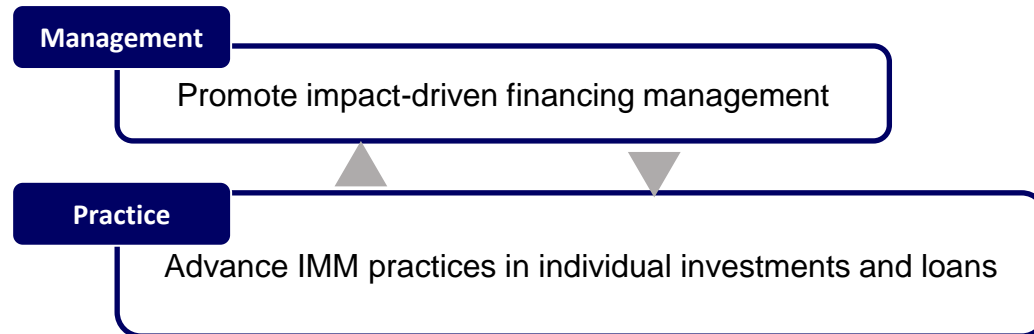 Management
Promote impact-driven financing management
Practice
Advance IMM practices in individual investments and loans